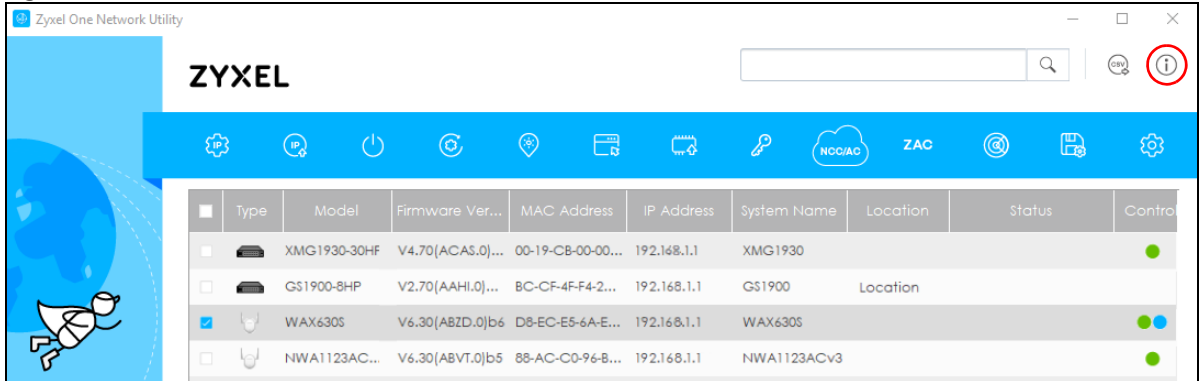 Zyxel One Network Utility
ZYXEL
CSV
IP IP NCC/AC ZAC
Type Model Firmware Ver... MAC Address IP Address System Name Location Status Control
XMG1930-30HF V4.70(ACAS.0)... 00-19-CB-00-00... 192.168.1.1 XMG1930
GS1900-8HP V2.70(AAHI.0)... BC-CF-4F-F4-2... 192.168.1.1 GS1900 Location
WAX630S V6.30(ABZD.0)b6 D8-EC-E5-6A-E... 192.168.1.1 WAX630S
NWA1123AC... V6.30(ABVT.0)b5 88-AC-C0-96-B... 192.168.1.1 NWA1123ACv3